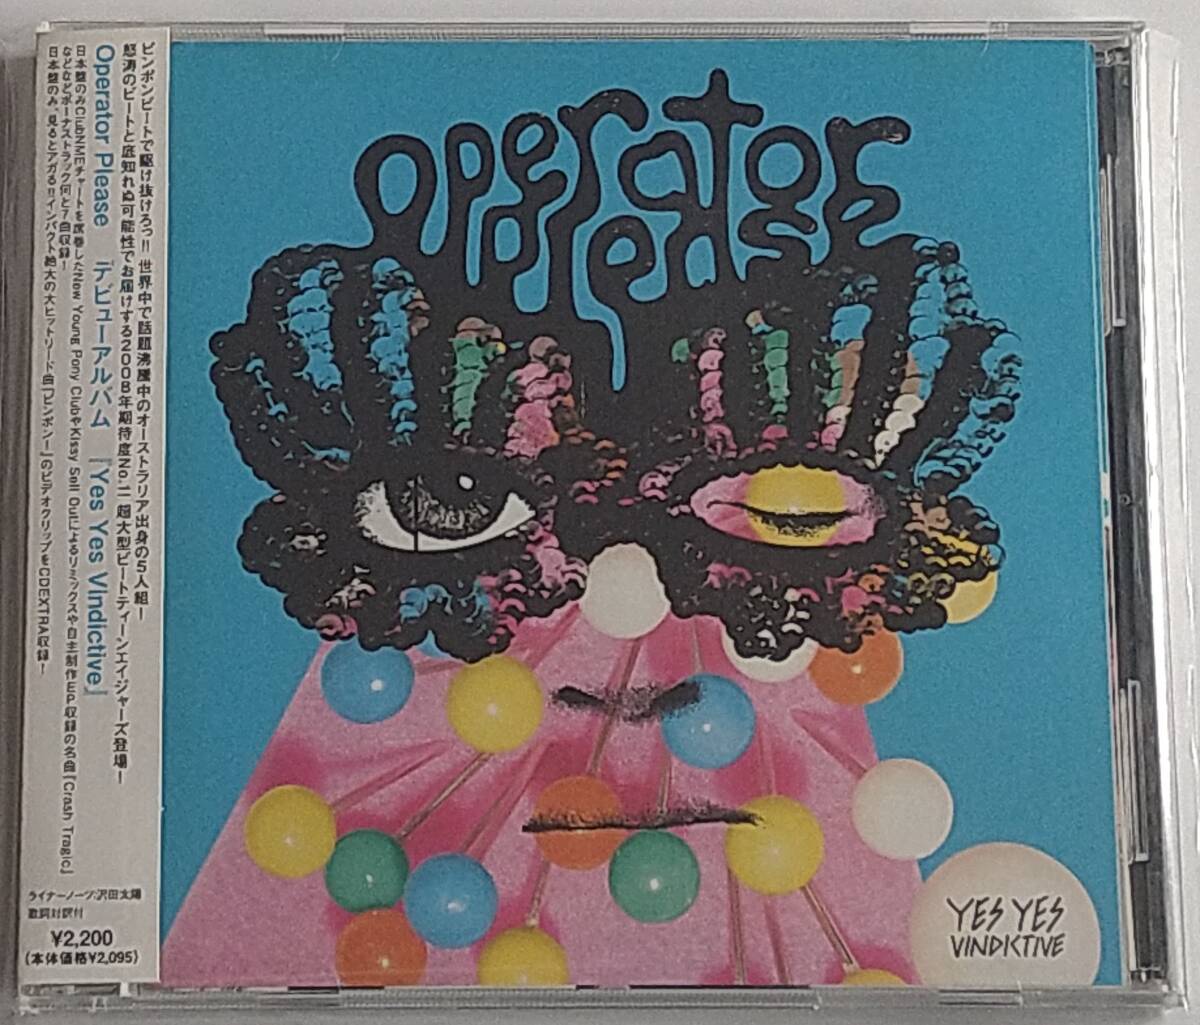 ピンポンビートで駆け抜けろっ!! 世界中で話題沸騰中のオーストラリア出身の5人組!
怒涛のビートと底知れぬ可能性でお届けする2008年期待度No.1! 超大型ビートティーンエイジャーズ登場!
Operator Please 『デビューアルバム 『Yes Yes Vindictive』
日本盤のみClubNMEチャートを席巻したNew Young Pony ClubやKissy Sell Outによるリミックスや自主制作EP収録の名曲「Crash Tragic」
などなどボーナストラック何と7曲収録!
日本盤のみ、見るとアガる!!インパクト絶大の大ヒットリード曲「ピンポン!」のビデオクリップをCDEXTRA収録!
ライナーノーツ:沢田太陽
歌詞対訳付
¥2,200
(本体価格¥2,095)
operator
please
YES YES
VINDICTIVE